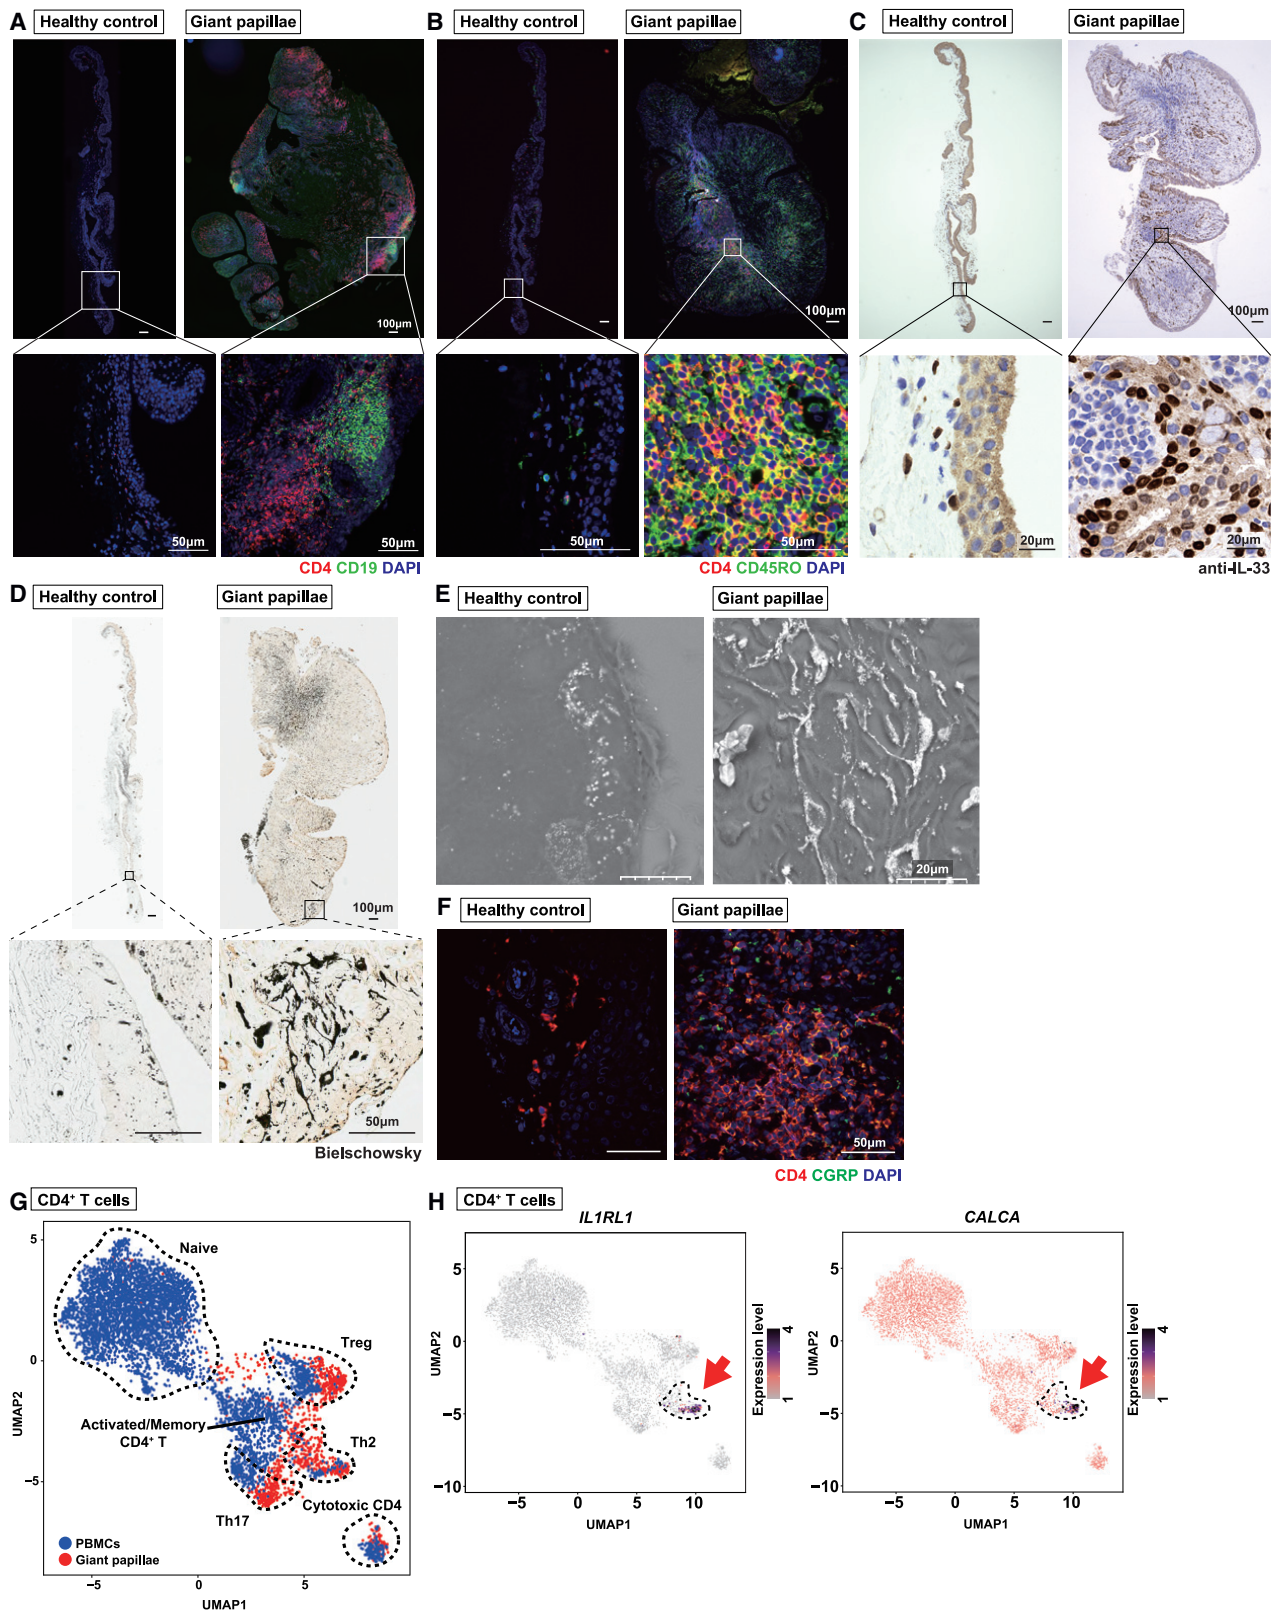 A Healthy control Giant papillae
100µm
50µm 50µm
CD4 CD19 DAPI
B Healthy control Giant papillae
100µm
50µm 50µm
CD4 CD45RO DAPI
C Healthy control Giant papillae
100µm
20µm 20µm
anti-IL-33
D Healthy control Giant papillae
100µm
50µm
Bielschowsky
E Healthy control Giant papillae
20µm
F Healthy control Giant papillae
50µm
CD4 CGRP DAPI
G CD4⁺ T cells
5
0
−5
UMAP2
Naive
Treg
Activated/Memory
CD4⁺ T
Th2
Th17
Cytotoxic CD4
PBMCs
Giant papillae
−5 0 5
UMAP1
H CD4⁺ T cells
IL1RL1
5
0
−5
−10
UMAP2
−5 0 5 10
UMAP1
Expression level
4
1
CALCA
5
0
−5
−10
UMAP2
−5 0 5 10
UMAP1
Expression level
4
1